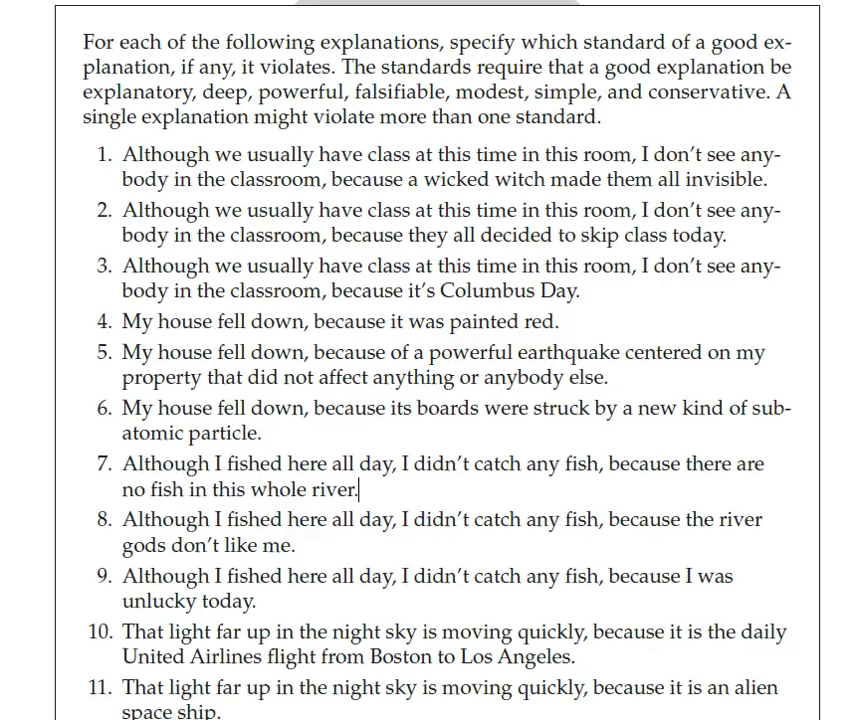 For each of the following explanations, specify which standard of a good ex-
planation, if any, it violates. The standards require that a good explanation be
explanatory, deep, powerful, falsifiable, modest, simple, and conservative. A
single explanation might violate more than one standard.
1. Although we usually have class at this time in this room, I don't see any-
body in the classroom, because a wicked witch made them all invisible.
2. Although we usually have class at this time in this room, I don't see any-
body in the classroom, because they all decided to skip class today.
3. Although we usually have class at this time in this room, I don't see any-
body in the classroom, because it's Columbus Day.
4. My house fell down, because it was painted red.
5. My house fell down, because of a powerful earthquake centered on my
property that did not affect anything or anybody else.
6. My house fell down, because its boards were struck by a new kind of sub-
atomic particle.
7. Although I fished here all day, I didn't catch any fish, because there are
no fish in this whole river.
8. Although I fished here all day, I didn't catch any fish, because the river
gods don't like me.
9. Although I fished here all day, I didn't catch any fish, because I was
unlucky today.
10. That light far up in the night sky is moving quickly, because it is the daily
United Airlines flight from Boston to Los Angeles.
11. That light far up in the night sky is moving quickly, because it is an alien
space ship.